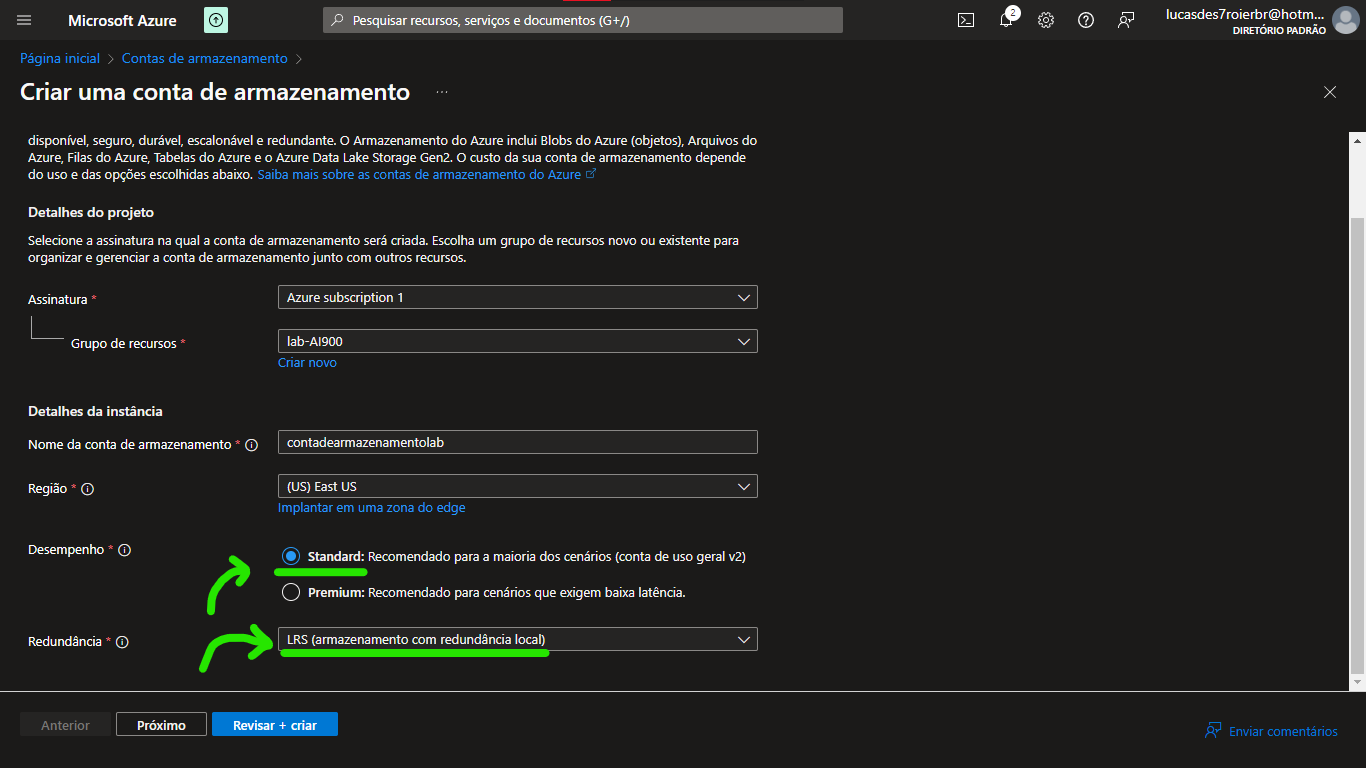 Microsoft Azure
Pesquisar recursos, serviços e documentos (G+/)
2
lucasdes7roierbr@hotm...
DIRETÓRIO PADRÃO
Página inicial > Contas de armazenamento >
Criar uma conta de armazenamento ...
disponível, seguro, durável, escalonável e redundante. O Armazenamento do Azure inclui Blobs do Azure (objetos), Arquivos do
Azure, Filas do Azure, Tabelas do Azure e o Azure Data Lake Storage Gen2. O custo da sua conta de armazenamento depende
do uso e das opções escolhidas abaixo. Saiba mais sobre as contas de armazenamento do Azure
Detalhes do projeto
Selecione a assinatura na qual a conta de armazenamento será criada. Escolha um grupo de recursos novo ou existente para
organizar e gerenciar a conta de armazenamento junto com outros recursos.
Assinatura *
Azure subscription 1
Grupo de recursos *
lab-AI900
Criar novo
Detalhes da instância
Nome da conta de armazenamento *
contadearmazenamentolab
Região *
(US) East US
Implantar em uma zona do edge
Desempenho *
Standard: Recomendado para a maioria dos cenários (conta de uso geral v2)
Premium: Recomendado para cenários que exigem baixa latência.
Redundância *
LRS (armazenamento com redundância local)
Anterior
Próximo
Revisar + criar
Enviar comentários